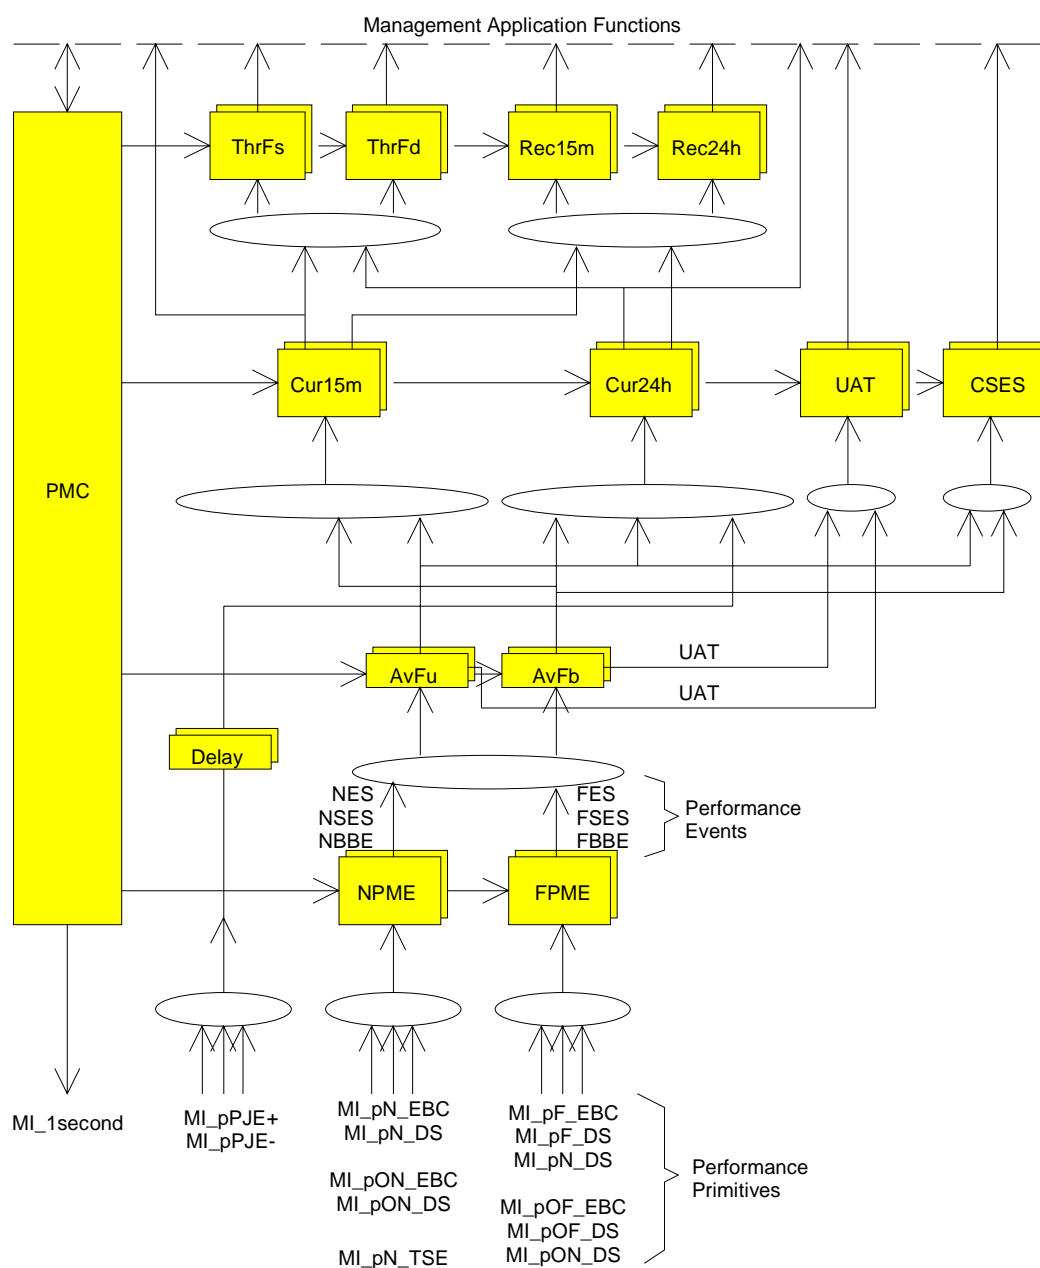 Management Application Functions
ThrFs
ThrFd
Rec15m
Rec24h
Cur15m
Cur24h
UAT
CSES
PMC
AvFu
AvFb
UAT
UAT
Delay
NES
NSES
NBBE
FES
FSES
FBBE
Performance
Events
NPME
FPME
MI_1second
MI_pPJE+
MI_pPJE-
MI_pN_EBC
MI_pN_DS
MI_pON_EBC
MI_pON_DS
MI_pN_TSE
MI_pF_EBC
MI_pF_DS
MI_pN_DS
MI_pOF_EBC
MI_pOF_DS
MI_pON_DS
Performance
Primitives